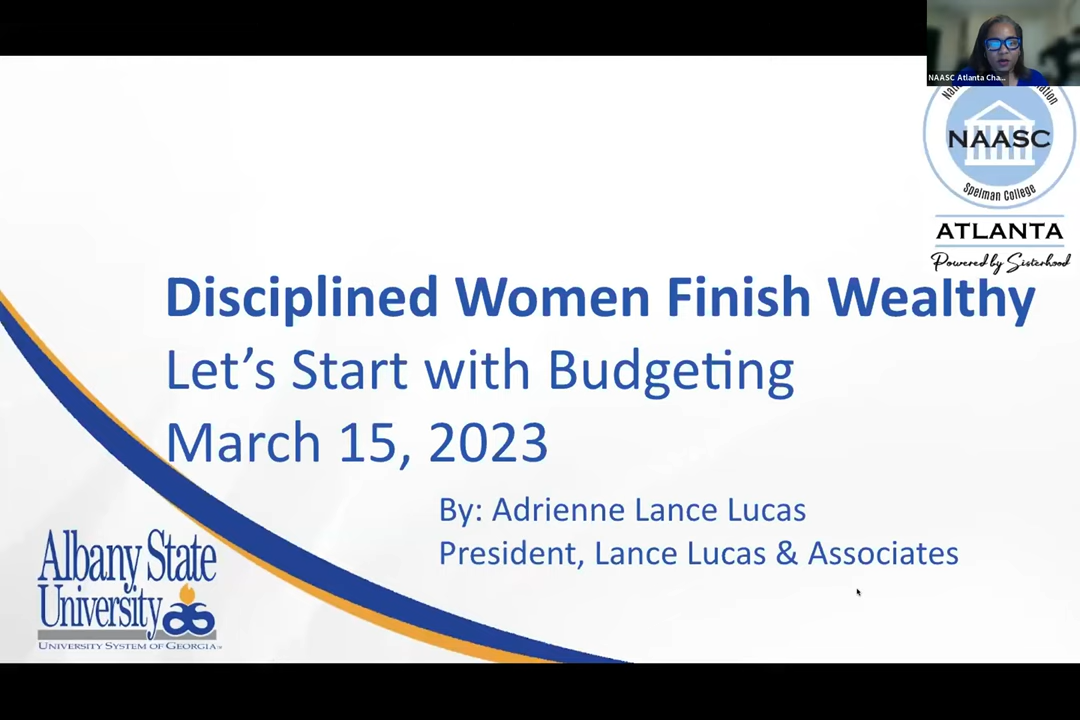 NAASC Atlanta Cha...
NAASC
Spelman College
ATLANTA
Powered by Sisterhood
Disciplined Women Finish Wealthy
Let's Start with Budgeting
March 15, 2023
By: Adrienne Lance Lucas
President, Lance Lucas & Associates
Albany State
University
UNIVERSITY SYSTEM OF GEORGIA